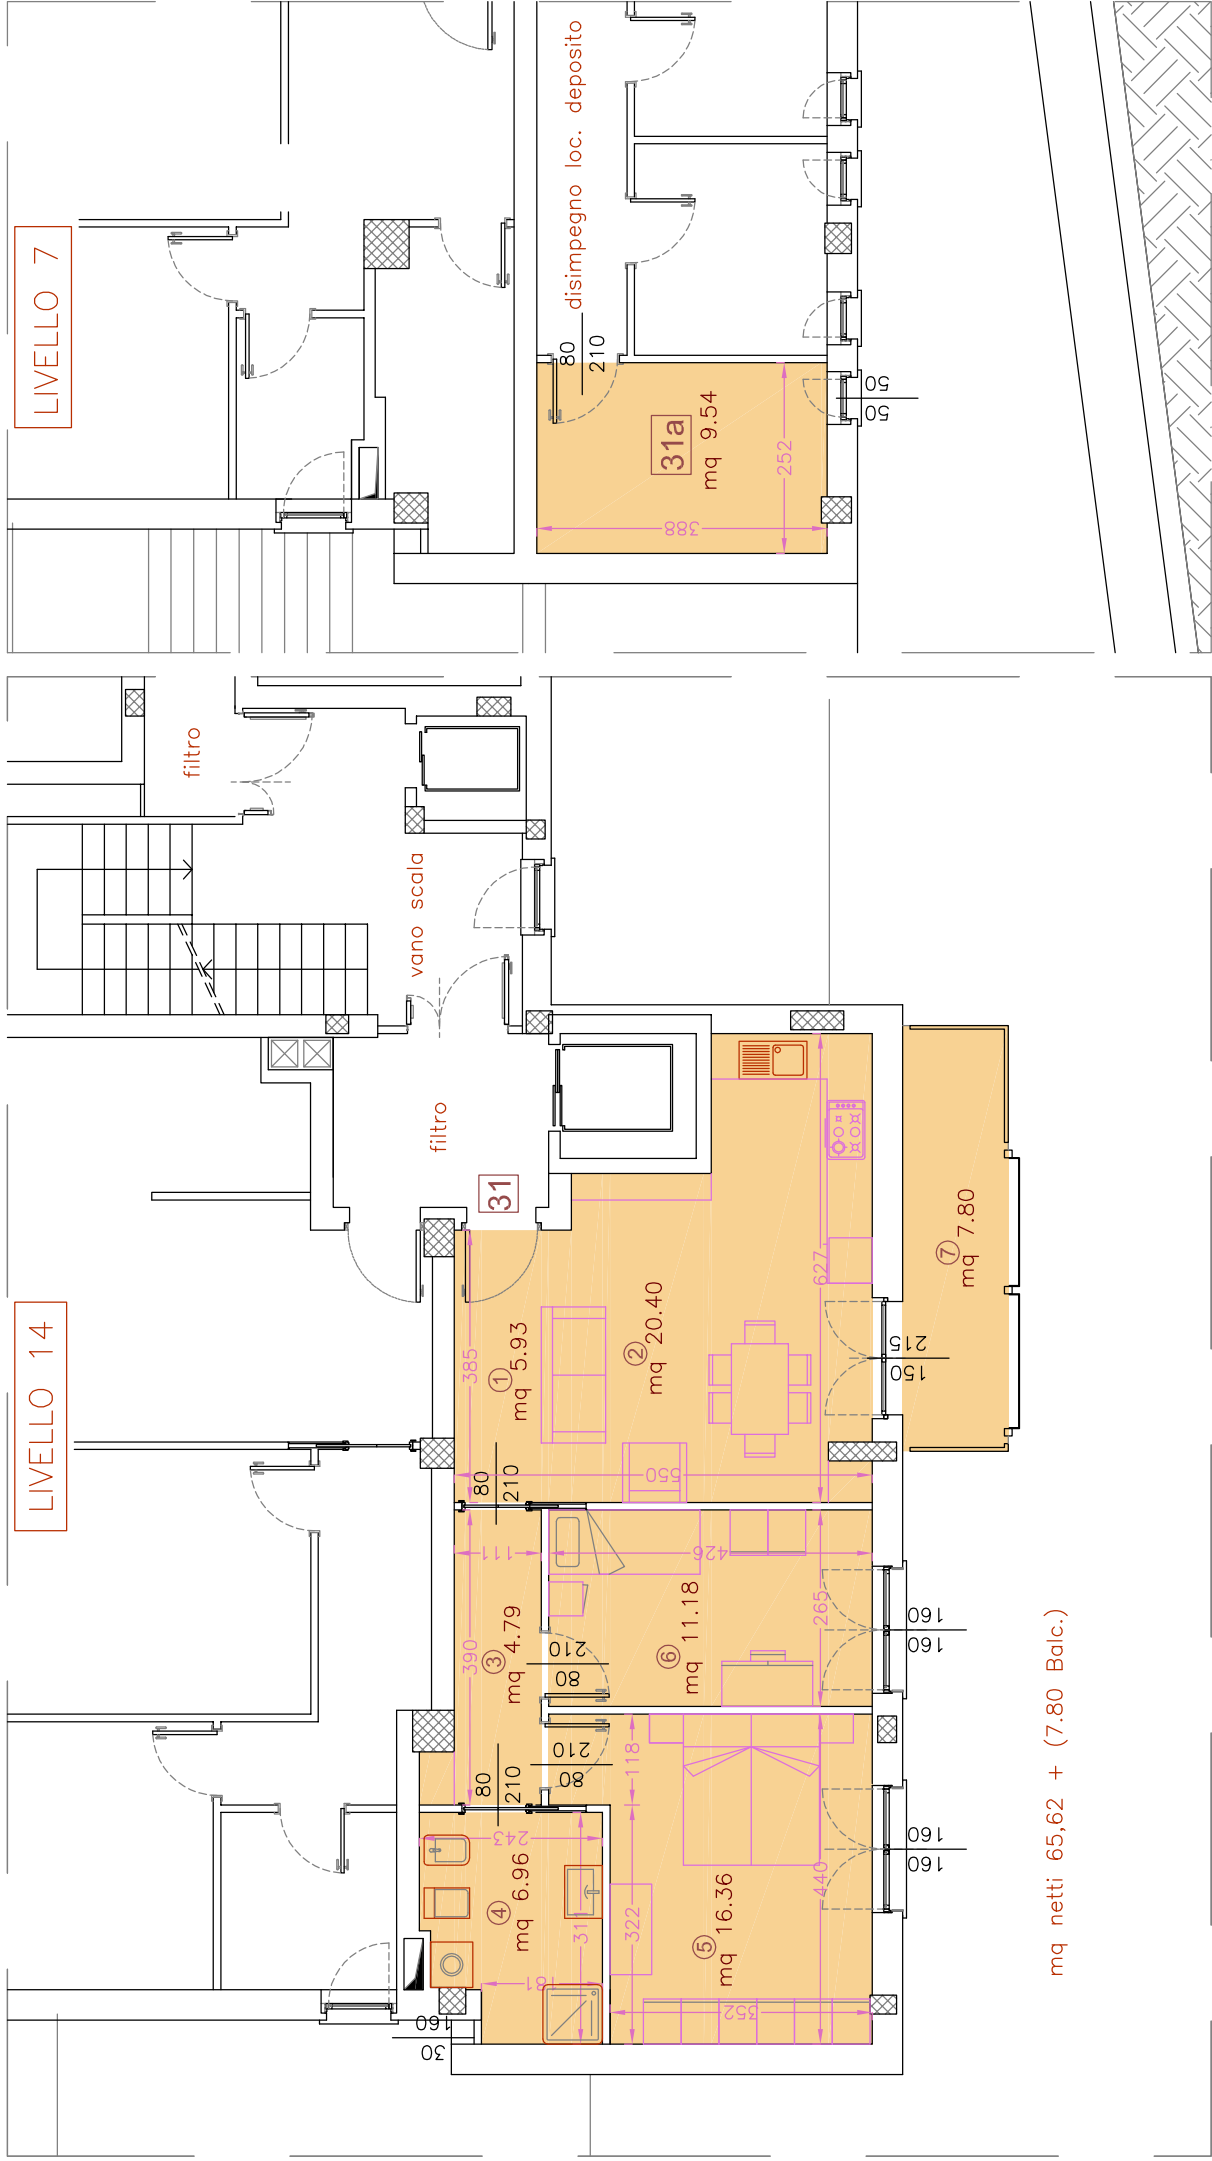 LIVELLO 7
disimpegno loc. deposito
80
210
31a
mq 9.54
252
388
50
50
LIVELLO 14
filtro
vano scala
filtro
31
1
mq 5.93
385
2
mq 20.40
627
550
7
mq 7.80
215
150
80
210
111
390
3
mq 4.79
426
265
6
mq 11.18
210
80
160
160
210
80
118
80
210
243
4
mq 6.96
311
181
322
5
mq 16.36
440
352
160
160
160
30
mq netti 65,62 + (7.80 Balc.)